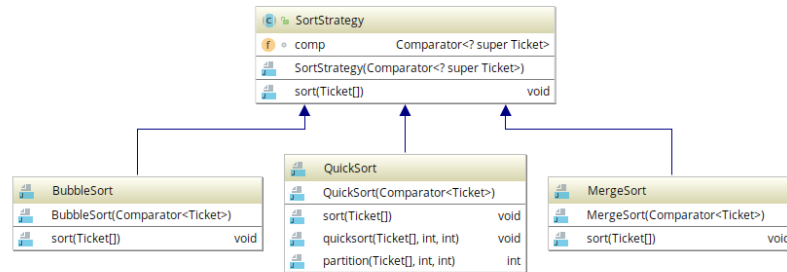 SortStrategy
comp Comparator<? super Ticket>
SortStrategy(Comparator<? super Ticket>)
sort(Ticket[]) void
BubbleSort
BubbleSort(Comparator<Ticket>)
sort(Ticket[]) void
QuickSort
QuickSort(Comparator<Ticket>)
sort(Ticket[]) void
quicksort(Ticket[], int, int) void
partition(Ticket[], int, int) int
MergeSort
MergeSort(Comparator<Ticket>)
sort(Ticket[]) void